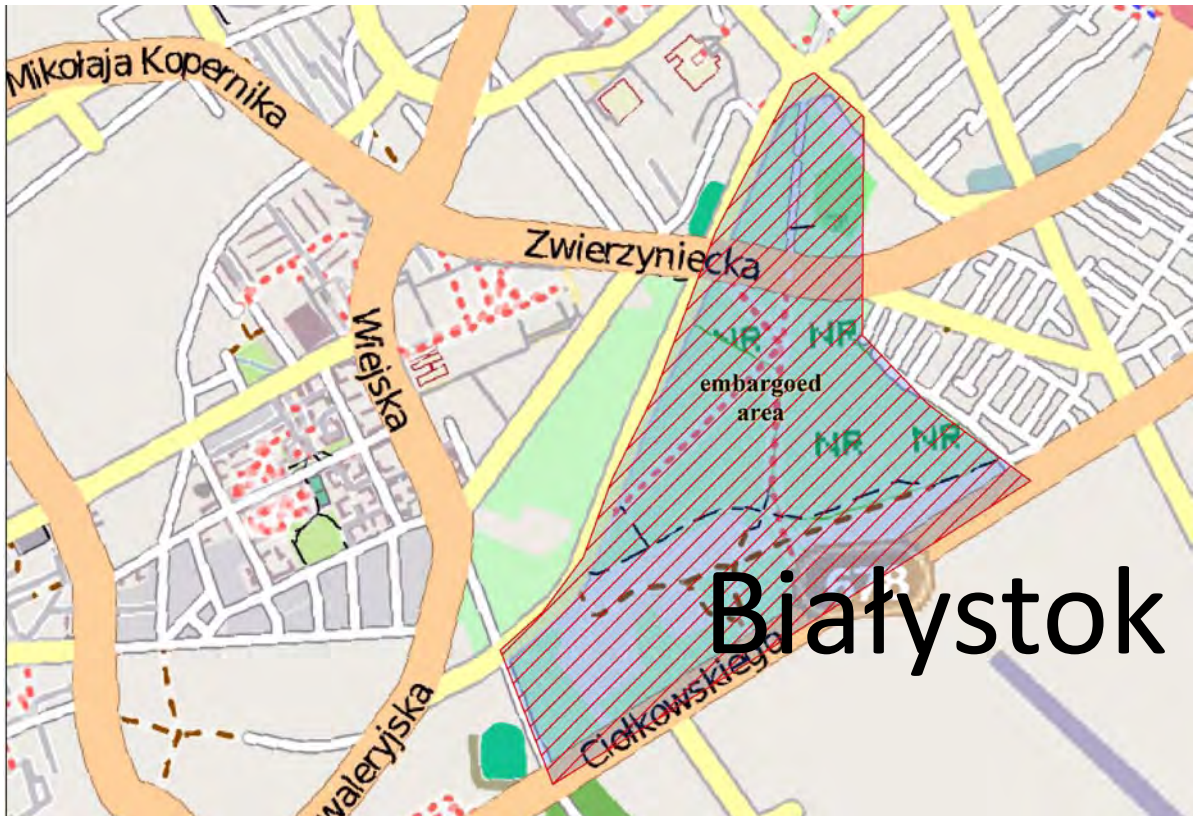 Mikołaja Kopernika
Zwierzyniecka
Wiejska
NR NR
embargoed
area
NR NR
Białystok
Ciołkowskiego
waleryjska